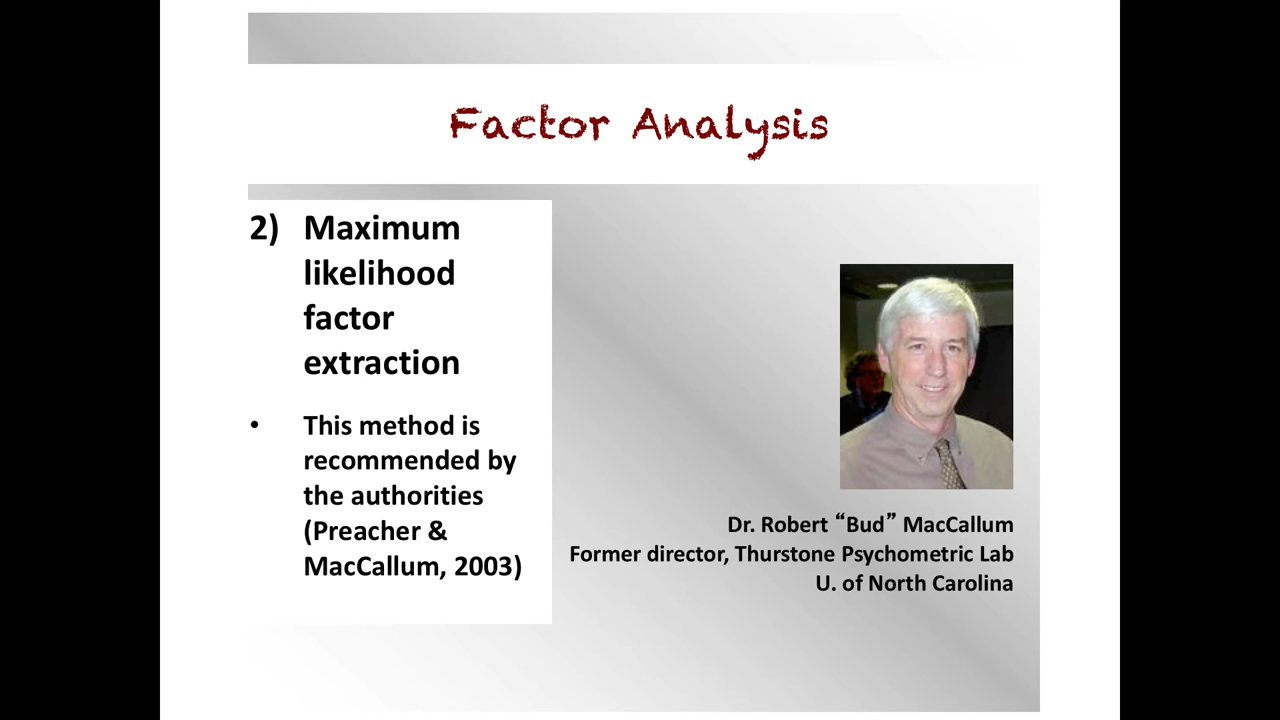 Factor Analysis
2) Maximum
likelihood
factor
extraction
• This method is
recommended by
the authorities
(Preacher &
MacCallum, 2003)
Dr. Robert “Bud” MacCallum
Former director, Thurstone Psychometric Lab
U. of North Carolina